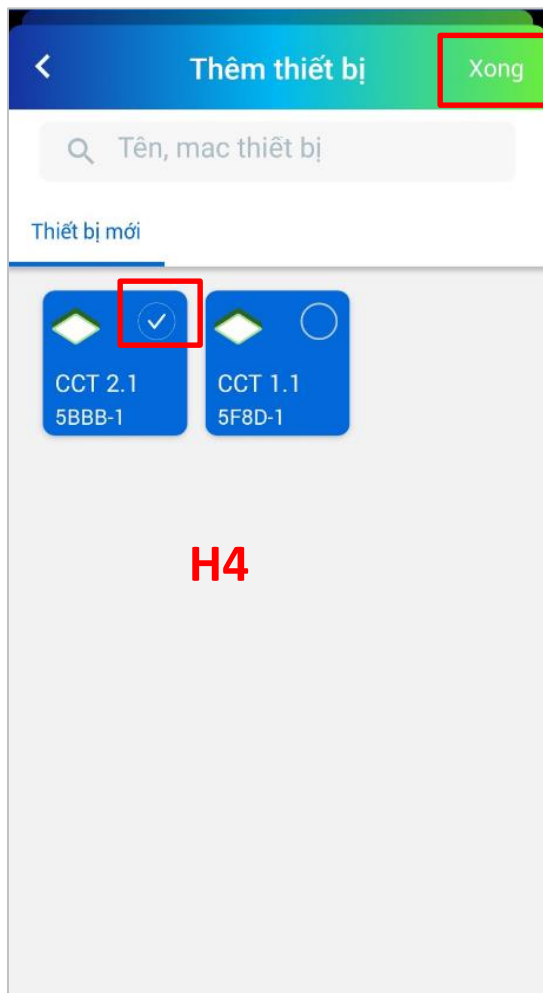 Thêm thiết bị Xong
Tên, mac thiết bị
Thiết bị mới
CCT 2.1 CCT 1.1
5BBB-1 5F8D-1
H4